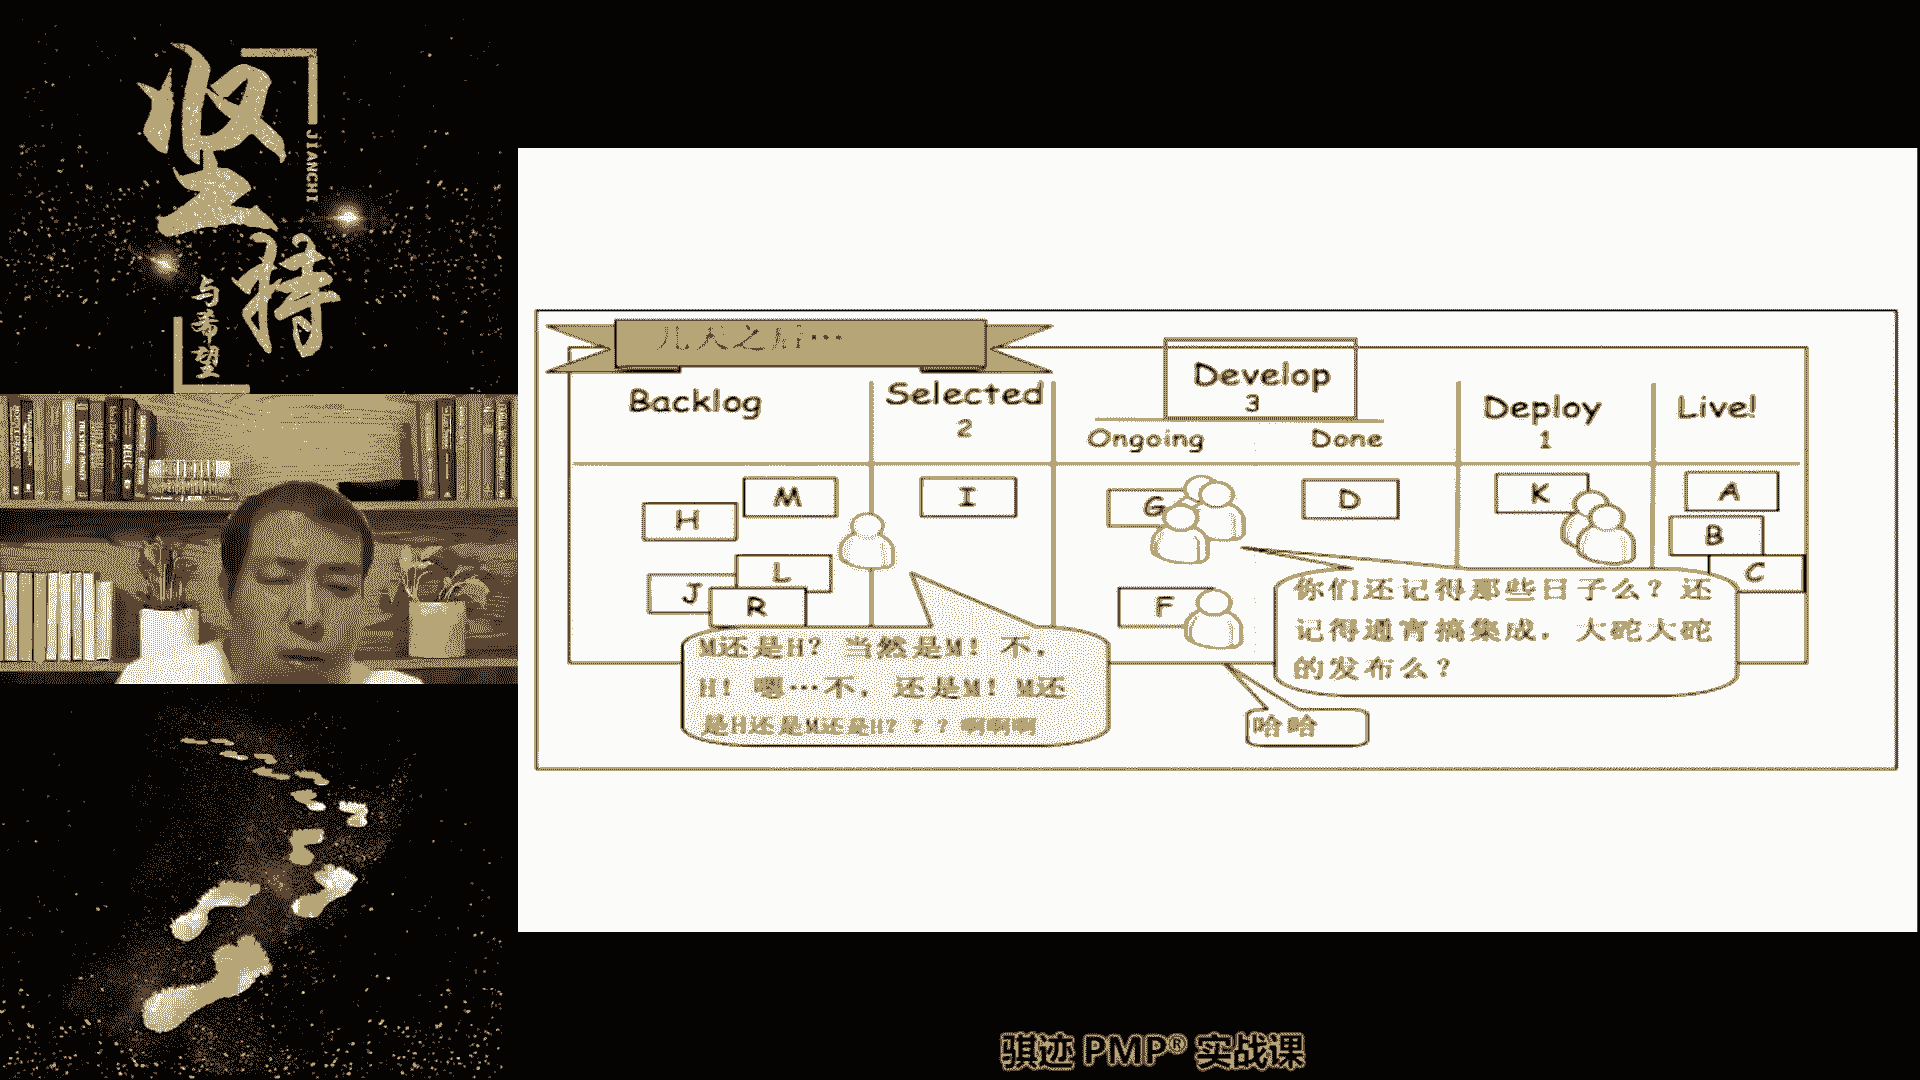 坚持
JIANCHI
与希望
几天之后…
Backlog
Selected
2
Develop
3
Ongoing
Done
Deploy
1
Live!
H
M
J
L
R
I
G
F
D
K
A
B
C
M还是H？当然是M！不，
H！嗯…不，还是M！M还
是H还是M还是H？？？啊啊啊
你们还记得那些日子么？还
记得通宵搞集成，大砣大砣
的发布么？
哈哈
骐迹 PMP® 实战课